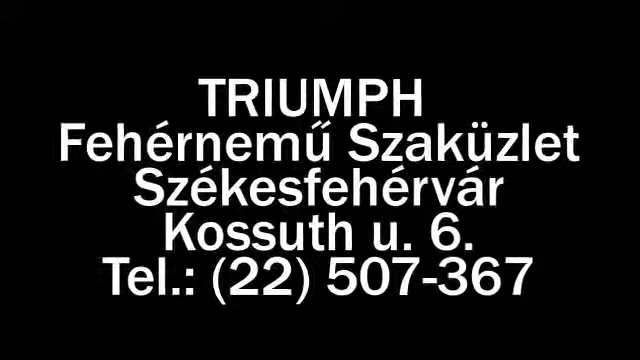 TRIUMPH
Fehérnemű Szaküzlet
Székesfehérvár
Kossuth u. 6.
Tel.: (22) 507-367